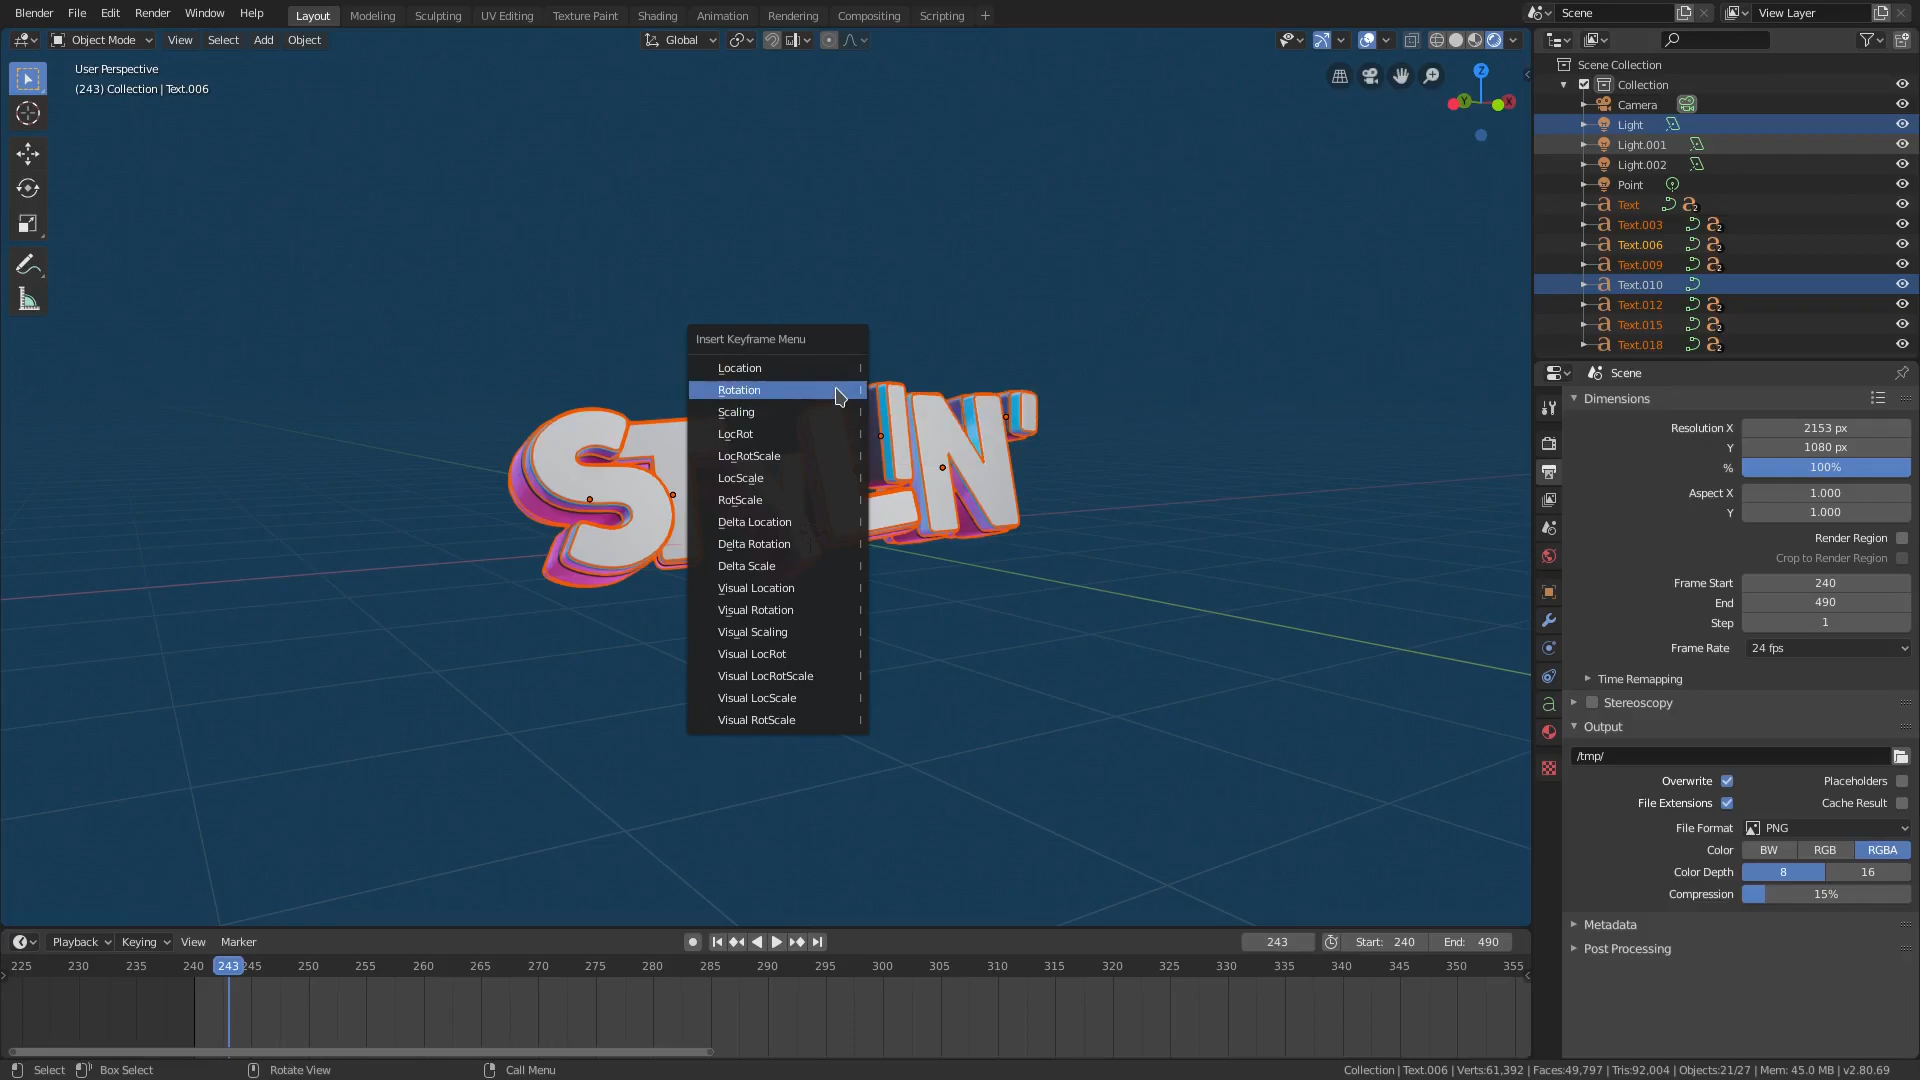 Blender File Edit Render Window Help Layout Modeling Sculpting UV Editing Texture Paint Shading Animation Rendering Compositing Scripting + Scene View Layer
Object Mode View Select Add Object Global
User Perspective
(243) Collection | Text.006
Z
Y X
Scene Collection
Collection
Camera
Light
Light.001
Light.002
Point
Text 2
Text.003 2
Text.006 2
Text.009 2
Text.010
Text.012 2
Text.015 2
Text.018 2
Insert Keyframe Menu
Location I
Rotation I
Scaling I
LocRot I
LocRotScale I
LocScale I
RotScale I
Delta Location I
Delta Rotation I
Delta Scale I
Visual Location I
Visual Rotation I
Visual Scaling I
Visual LocRot I
Visual LocRotScale I
Visual LocScale I
Visual RotScale I
Scene
Dimensions
Resolution X 2153 px
Y 1080 px
% 100%
Aspect X 1.000
Y 1.000
Render Region
Crop to Render Region
Frame Start 240
End 490
Step 1
Frame Rate 24 fps
Time Remapping
Stereoscopy
Output
/tmp/
Overwrite Placeholders
File Extensions Cache Result
File Format PNG
Color BW RGB RGBA
Color Depth 8 16
Compression 15%
Metadata
Post Processing
Playback Keying View Marker 243 Start: 240 End: 490
225 230 235 240 243 245 250 255 260 265 270 275 280 285 290 295 300 305 310 315 320 325 330 335 340 345 350 355
Select Box Select Rotate View Call Menu Collection | Text.006 | Verts:61,392 | Faces:49,797 | Tris:92,004 | Objects:21/27 | Mem: 45.0 MB | v2.80.69